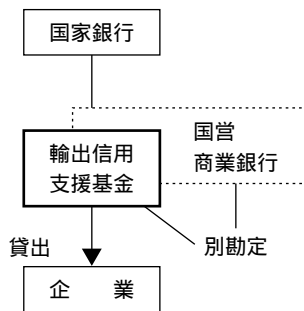 国家銀行
国営
商業銀行
輸出信用
支援基金
貸出
別勘定
企　　業